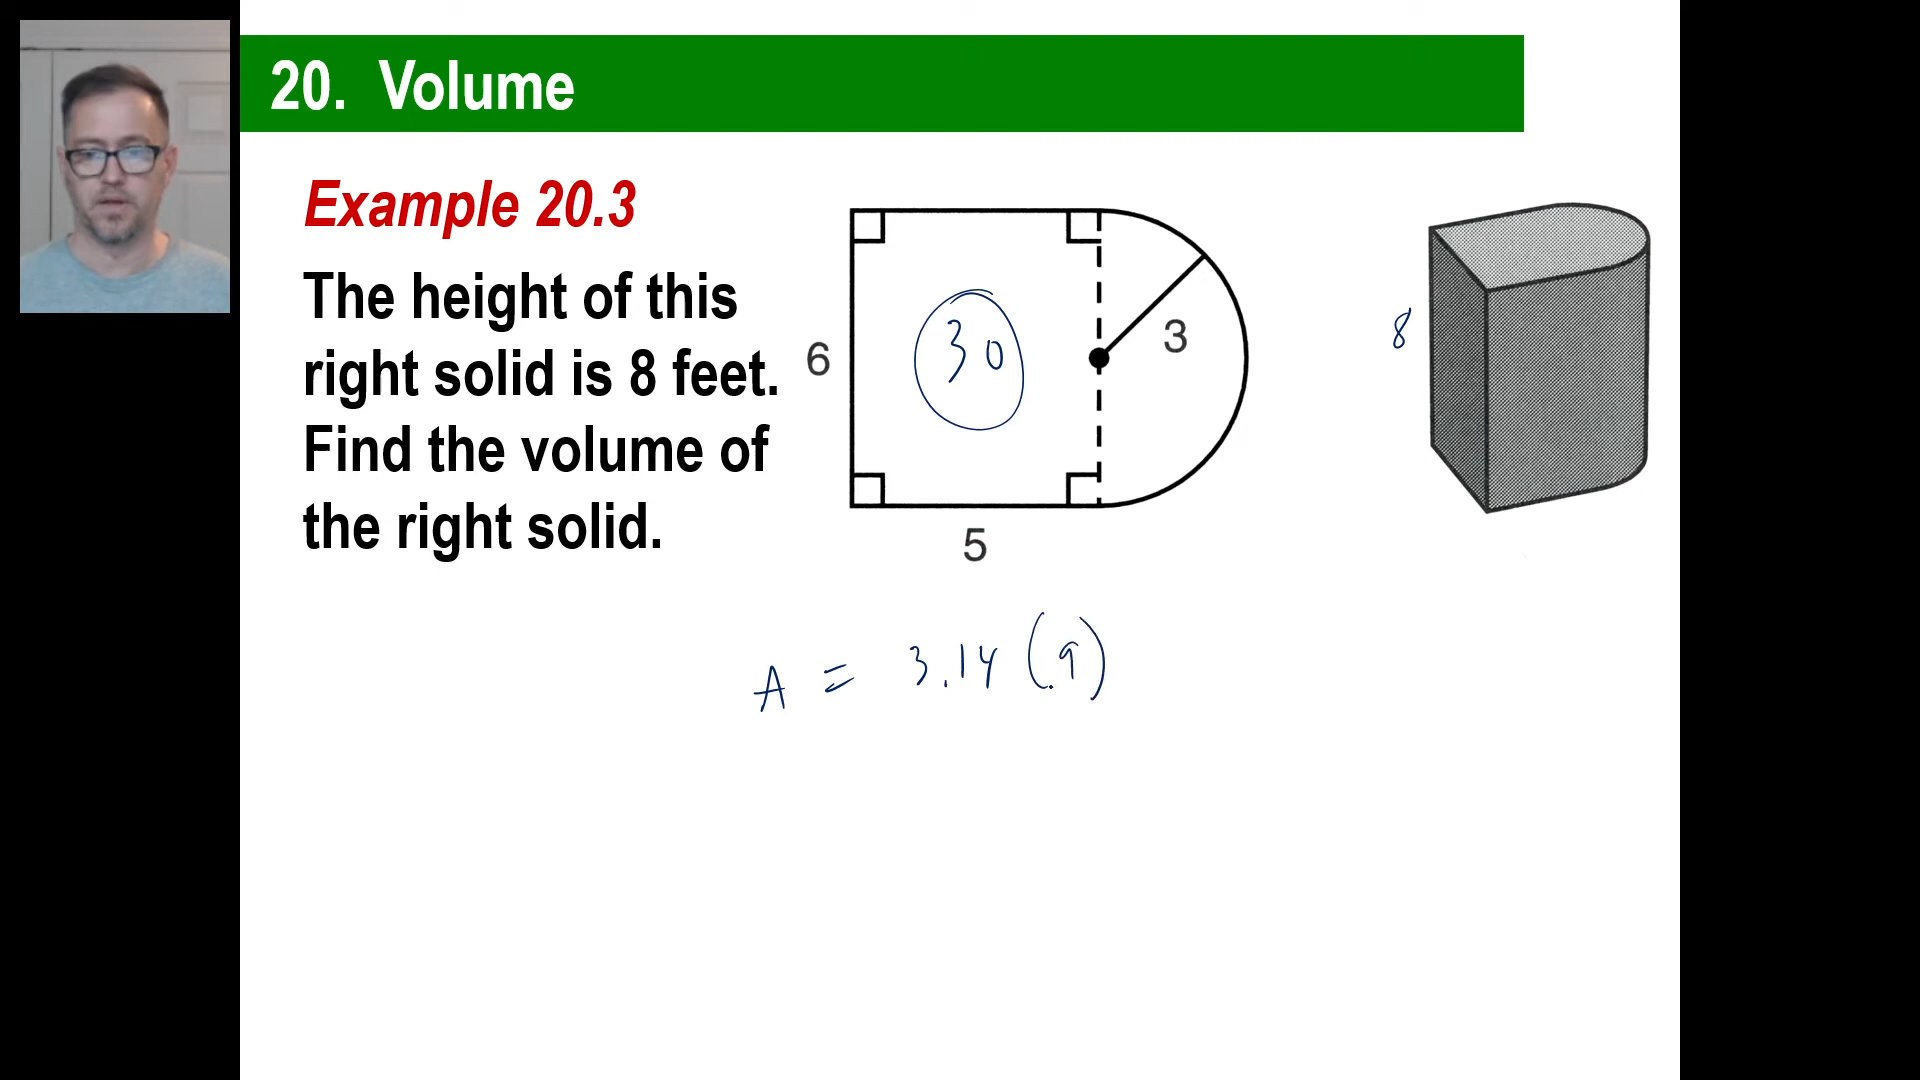 20. Volume
Example 20.3
The height of this
right solid is 8 feet.
Find the volume of
the right solid.
6
30
3
5
8
A = 3.14 (9)